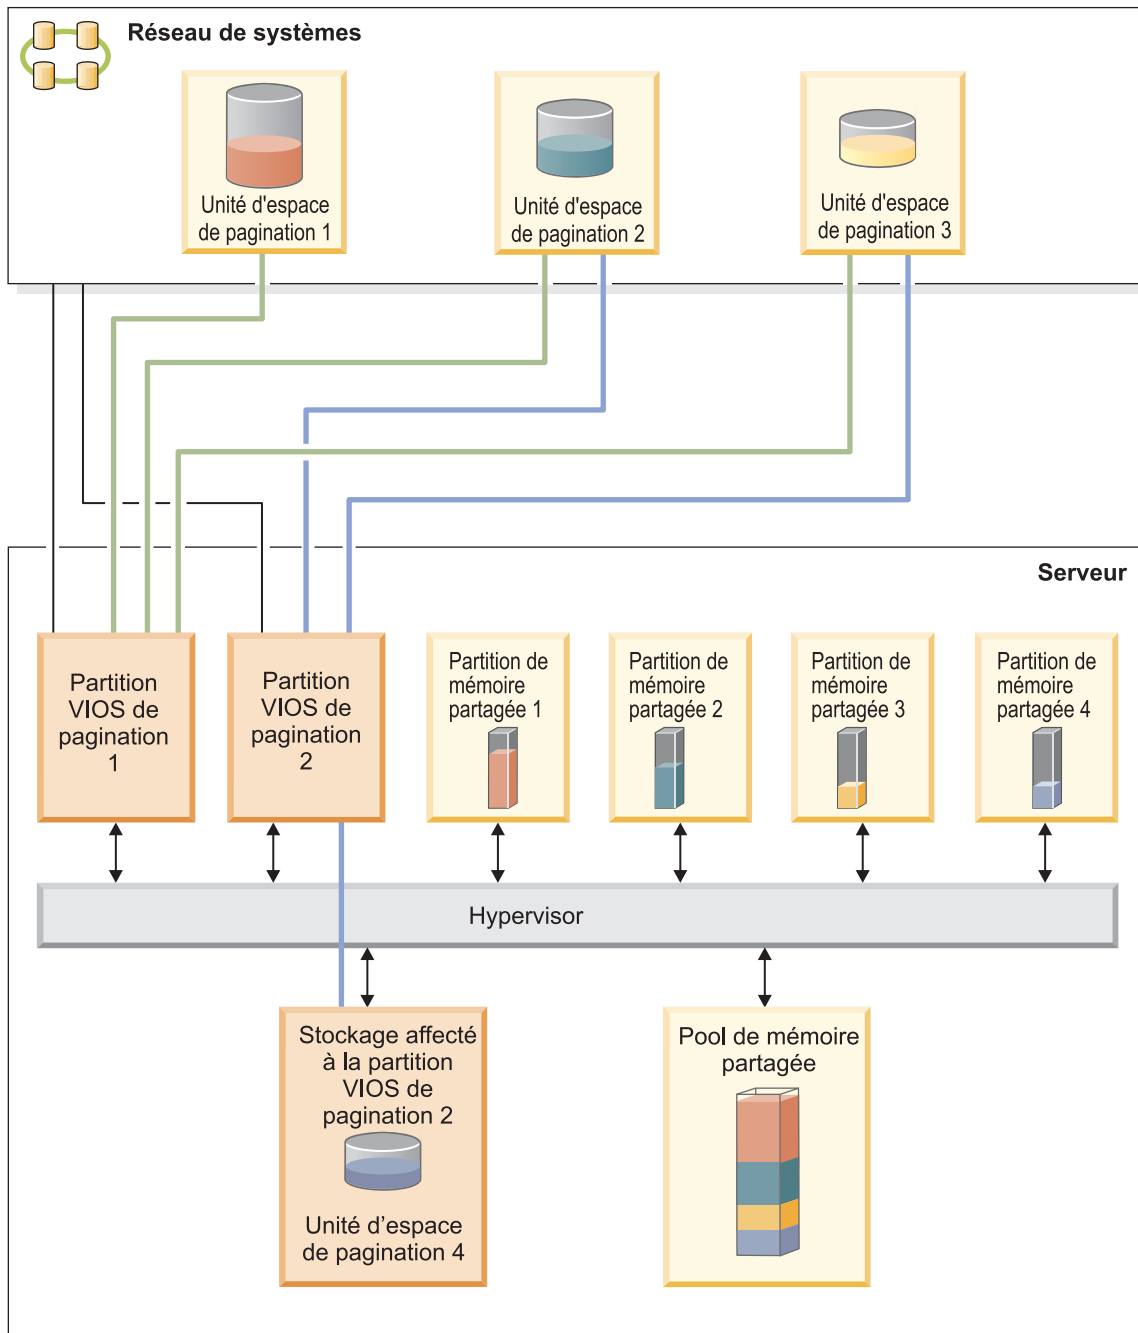 Réseau de systèmes
Unité d'espace
de pagination 1
Unité d'espace
de pagination 2
Unité d'espace
de pagination 3
Serveur
Partition
VIOS de
pagination
1
Partition
VIOS de
pagination
2
Partition de
mémoire
partagée 1
Partition de
mémoire
partagée 2
Partition de
mémoire
partagée 3
Partition de
mémoire
partagée 4
Hypervisor
Stockage affecté
à la partition
VIOS de
pagination 2
Unité d’espace
de pagination 4
Pool de mémoire
partagée